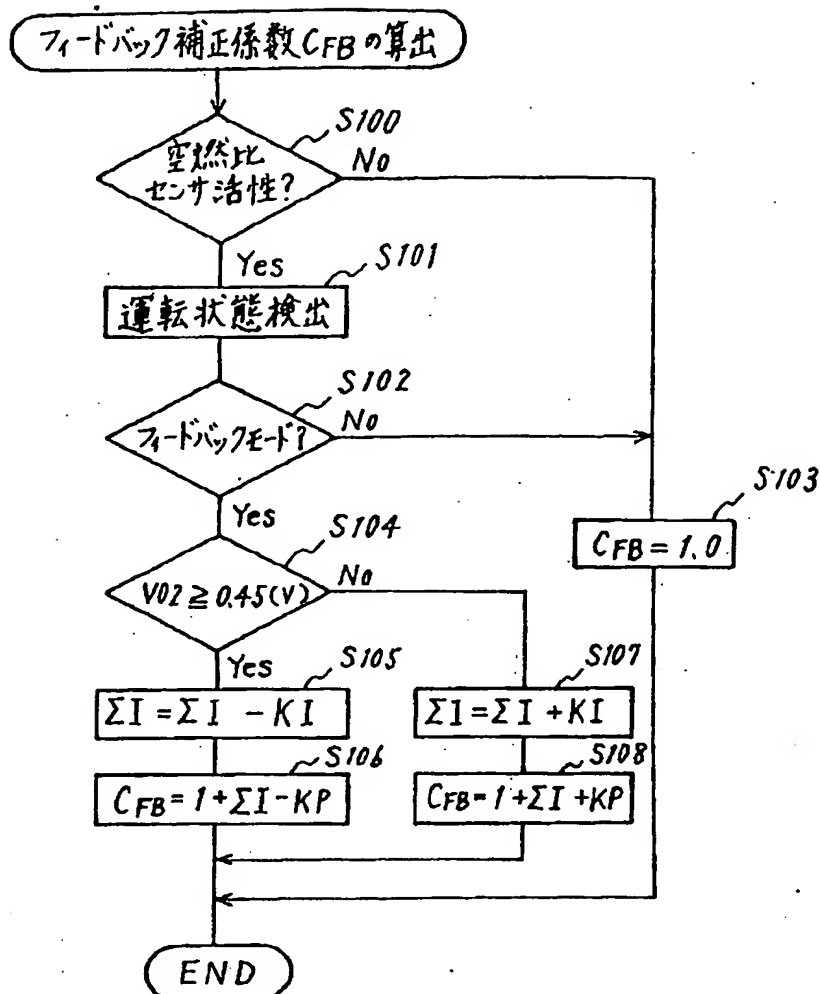 フィードバック補正係数CFBの算出
S100
空燃比
センサ活性?
No
Yes
S101
運転状態検出
S102
フィードバックモード?
No
Yes
S103
CFB=1.0
S104
VO2≧0.45(V)
No
Yes
S105
ΣI=ΣI-KI
S107
ΣI=ΣI+KI
S106
CFB=1+ΣI-KP
S108
CFB=1+ΣI+KP
END